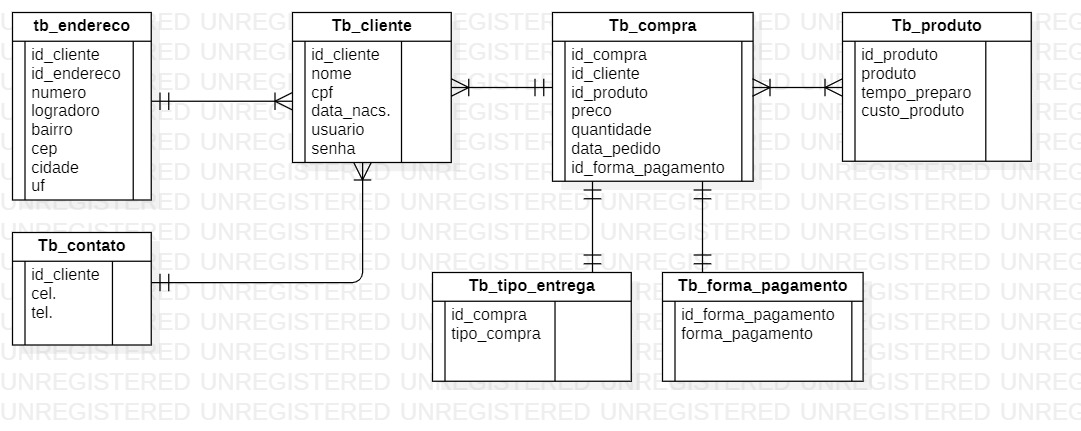 tb_endereco
id_cliente
id_endereco
numero
logradoro
bairro
cep
cidade
uf
Tb_cliente
id_cliente
nome
cpf
data_nacs.
usuario
senha
Tb_compra
id_compra
id_cliente
id_produto
preco
quantidade
data_pedido
id_forma_pagamento
Tb_produto
id_produto
produto
tempo_preparo
custo_produto
Tb_contato
id_cliente
cel.
tel.
Tb_tipo_entrega
id_compra
tipo_compra
Tb_forma_pagamento
id_forma_pagamento
forma_pagamento
UNREGISTERED UNREGISTERED UNREGISTERED UNREGISTERED UNREGISTERED UNREG